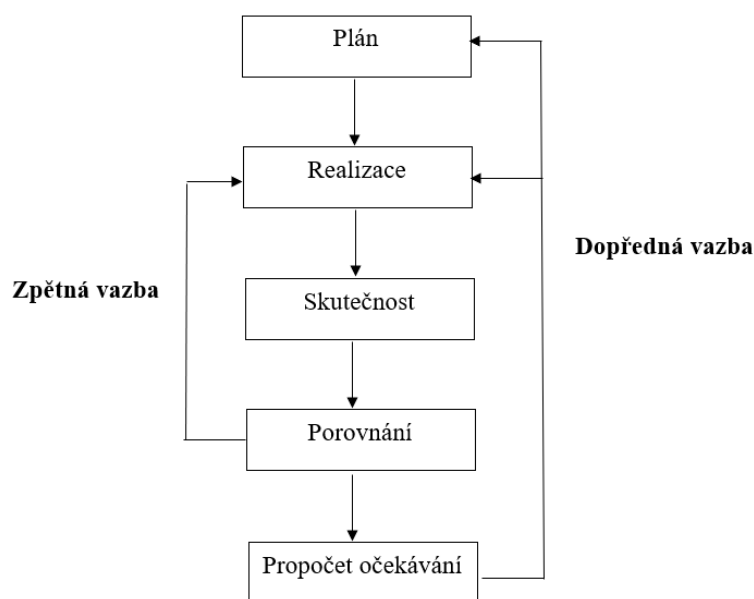 Plán
Realizace
Dopředná vazba
Zpětná vazba
Skutečnost
Porovnání
Propočet očekávání